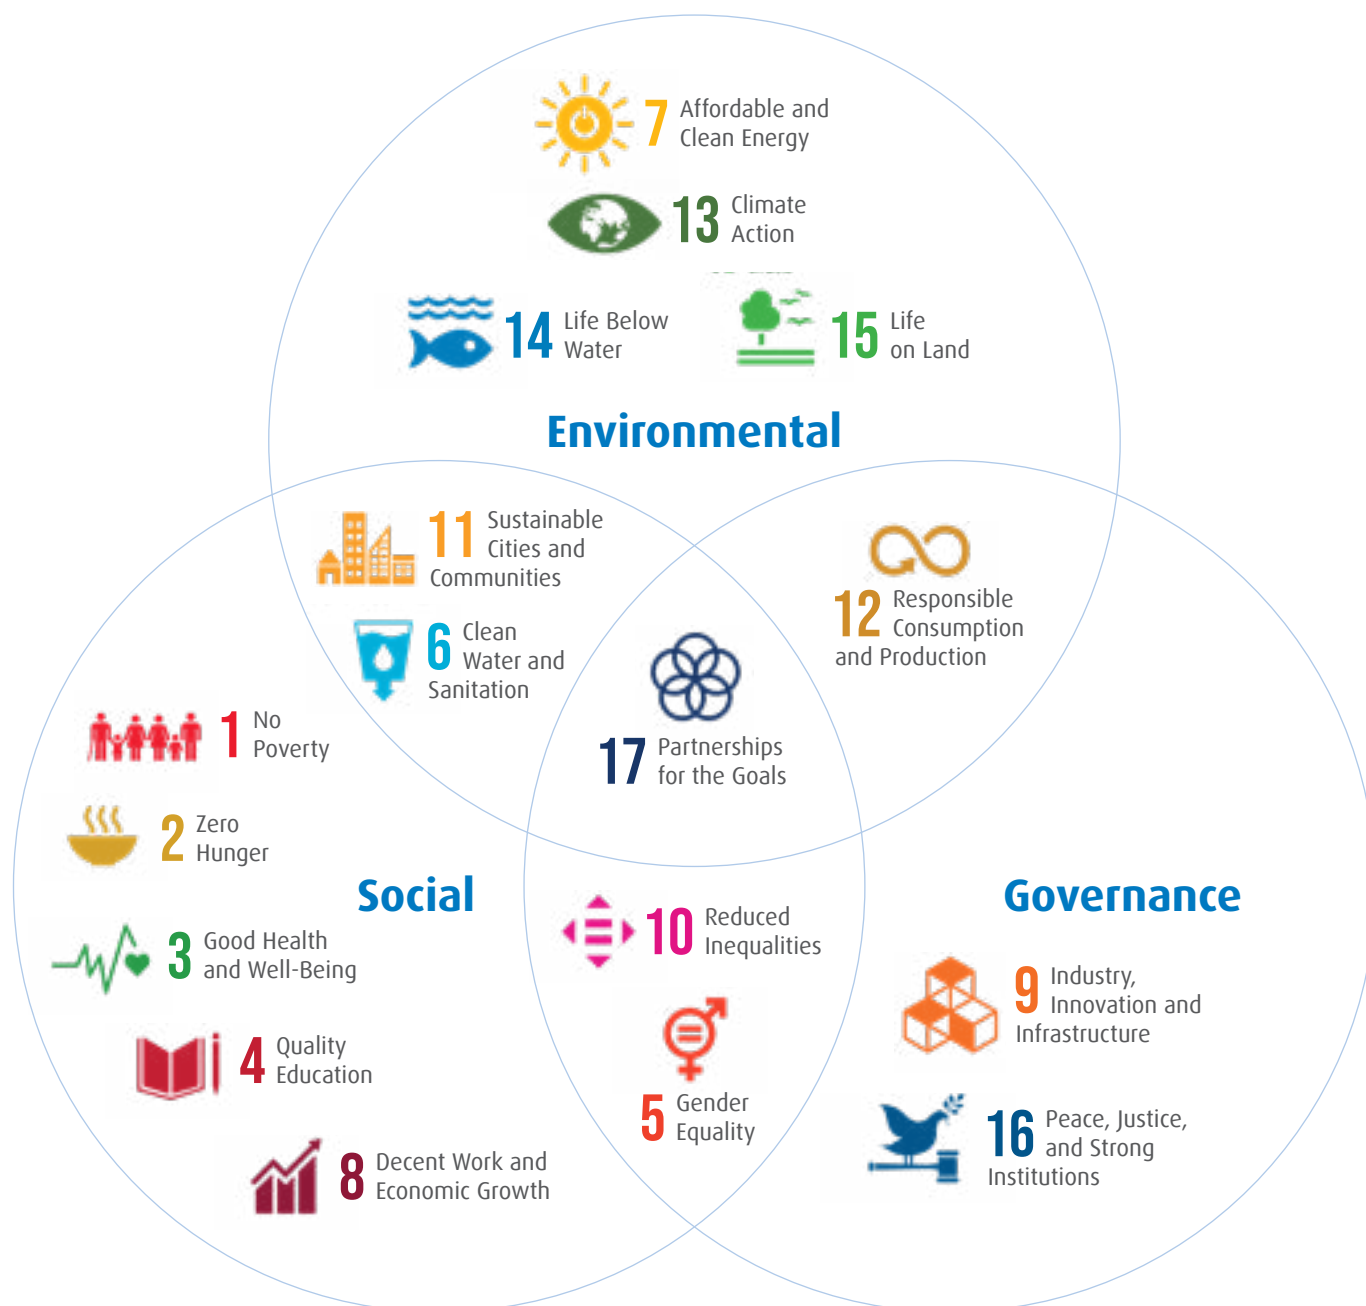 7 Affordable and
Clean Energy
13 Climate
Action
14 Life Below
Water
15 Life
on Land
Environmental
11 Sustainable
Cities and
Communities
12 Responsible
Consumption
and Production
6 Clean
Water and
Sanitation
17 Partnerships
for the Goals
1 No
Poverty
2 Zero
Hunger
Social
Governance
3 Good Health
and Well-Being
10 Reduced
Inequalities
9 Industry,
Innovation and
Infrastructure
4 Quality
Education
5 Gender
Equality
16 Peace, Justice,
and Strong
Institutions
8 Decent Work and
Economic Growth